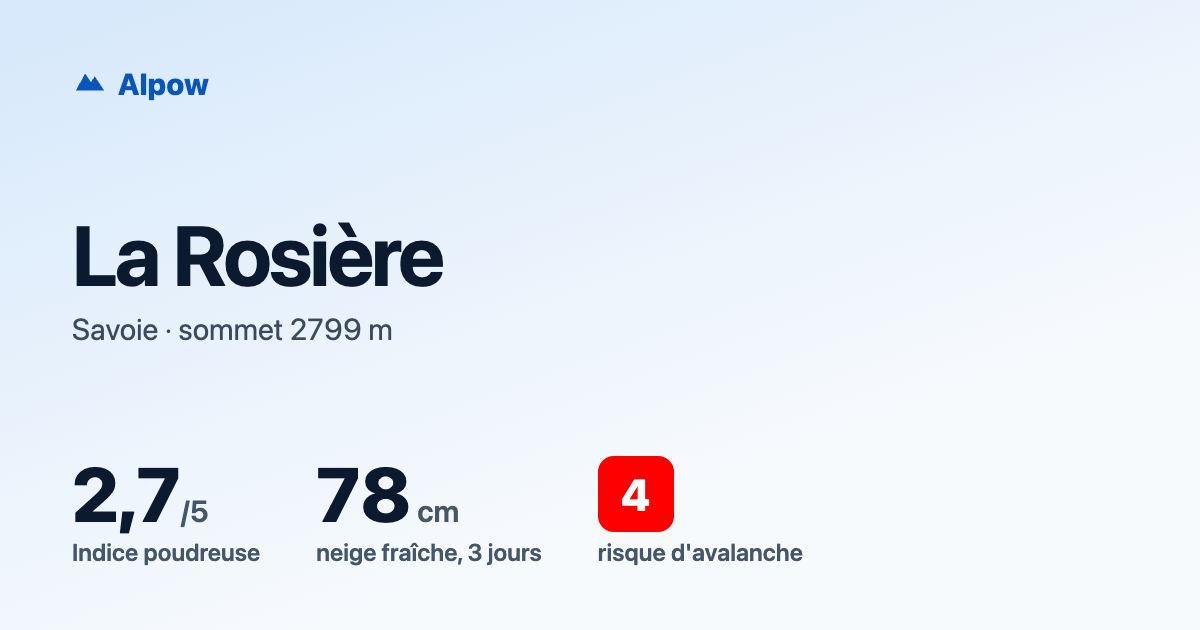 Alpow
La Rosière
Savoie · sommet 2799 m
2,7/5
Indice poudreuse
78 cm
neige fraîche, 3 jours
4
risque d'avalanche